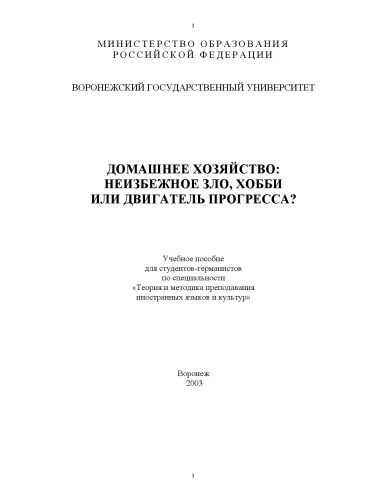 1
МИНИСТЕРСТВО ОБРАЗОВАНИЯ
РОССИЙСКОЙ ФЕДЕРАЦИИ
ВОРОНЕЖСКИЙ ГОСУДАРСТВЕННЫЙ УНИВЕРСИТЕТ
ДОМАШНЕЕ ХОЗЯЙСТВО:
НЕИЗБЕЖНОЕ ЗЛО, ХОББИ
ИЛИ ДВИГАТЕЛЬ ПРОГРЕССА?
Учебное пособие
для студентов-германистов
по специальности
«Теория и методика преподавания
иностранных языков и культур»
Воронеж
2003
1